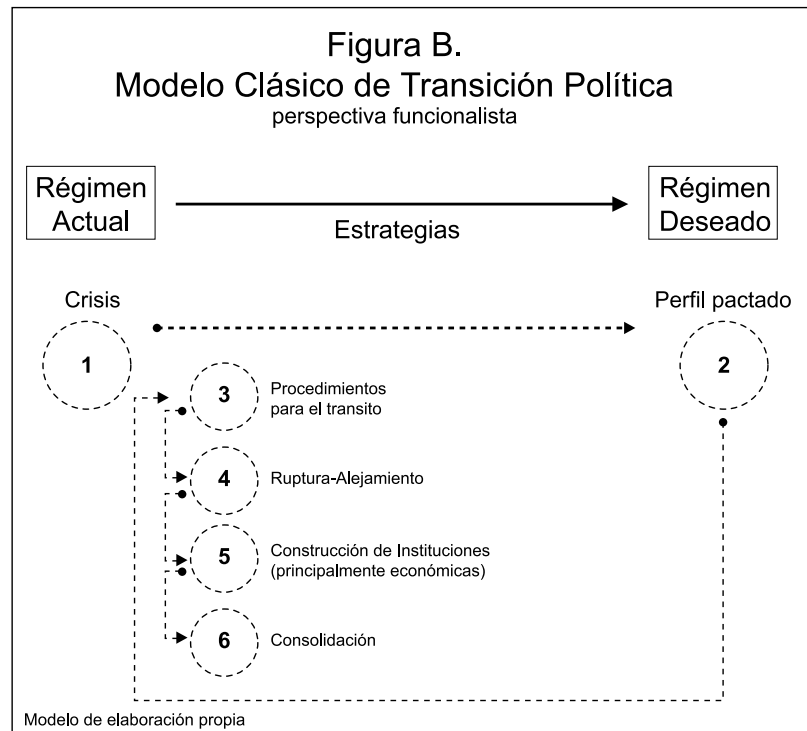 Figura B.
Modelo Clásico de Transición Política
perspectiva funcionalista
Régimen
Actual
Estrategias
Régimen
Deseado
Crisis
1
Perfil pactado
2
3
Procedimientos
para el transito
4
Ruptura-Alejamiento
5
Construcción de Instituciones
(principalmente económicas)
6
Consolidación
Modelo de elaboración propia